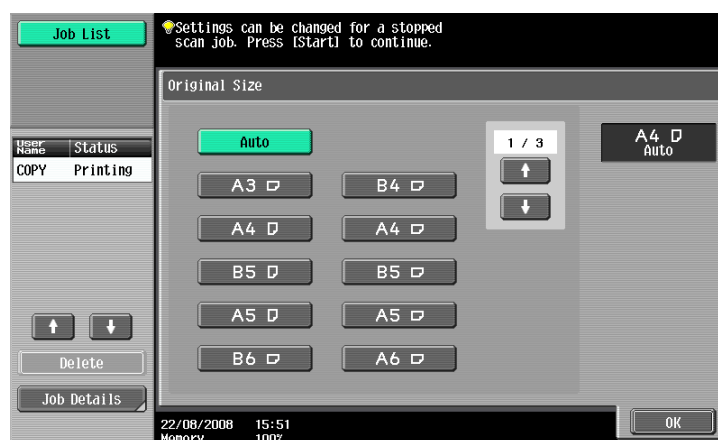 Job List
Settings can be changed for a stopped
scan job. Press [Start] to continue.
Original Size
User Name Status
COPY Printing
Auto
1 / 3
A4
Auto
A3 B4
A4 A4
B5 B5
A5 A5
B6 A6
Delete
Job Details
22/08/2008 15:51
Memory 100%
OK